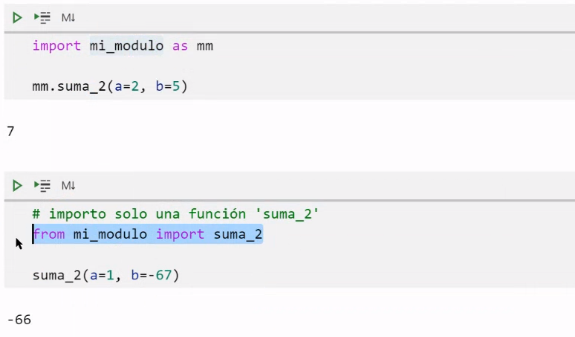 M↓
import mi_modulo as mm
mm.suma_2(a=2, b=5)
7
M↓
# importo solo una función 'suma_2'
from mi_modulo import suma_2
suma_2(a=1, b=-67)
-66